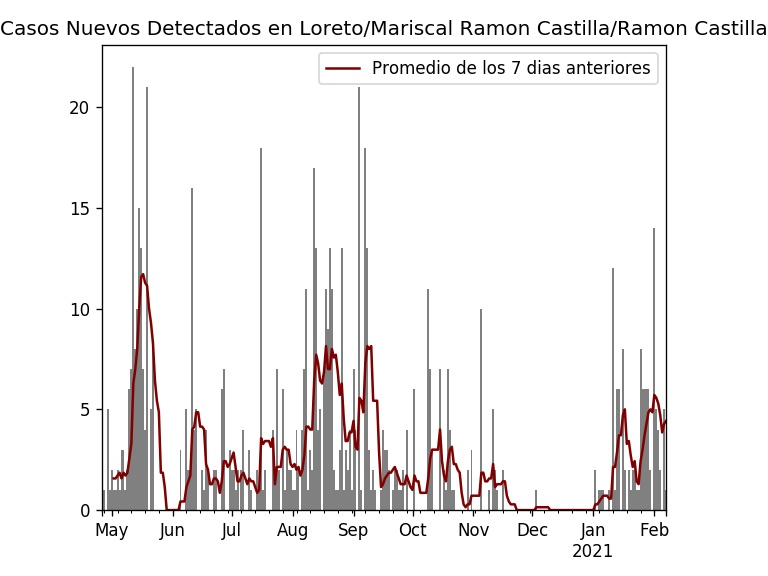 Casos Nuevos Detectados en Loreto/Mariscal Ramon Castilla/Ramon Castilla
Promedio de los 7 dias anteriores
20
15
10
5
0
May Jun Jul Aug Sep Oct Nov Dec Jan Feb
2021